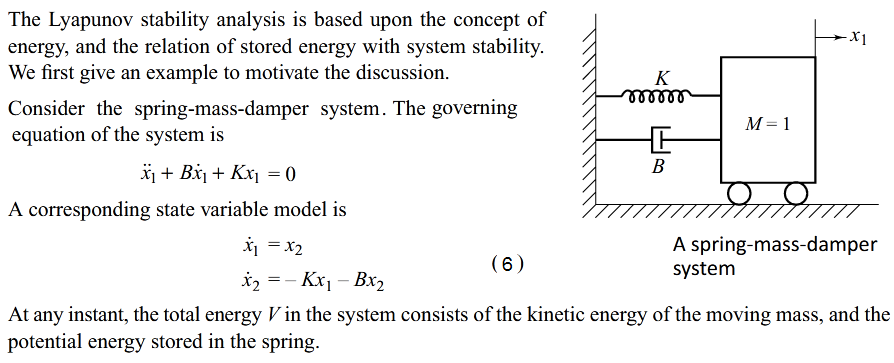 The Lyapunov stability analysis is based upon the concept of
energy, and the relation of stored energy with system stability.
We first give an example to motivate the discussion.
Consider the spring-mass-damper system. The governing
equation of the system is
ẍ₁ + Bẋ₁ + Kx₁ = 0
A corresponding state variable model is
ẋ₁ = x₂
ẋ₂ = – Kx₁ – Bx₂
(6)
At any instant, the total energy V in the system consists of the kinetic energy of the moving mass, and the
potential energy stored in the spring.
x₁
K
M = 1
B
A spring-mass-damper
system